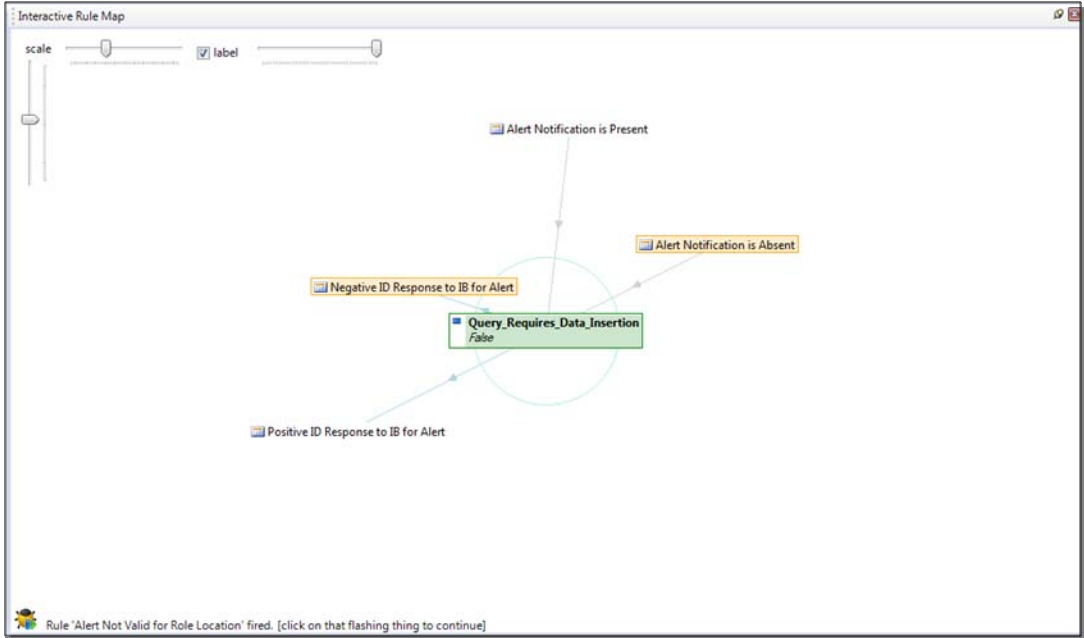 Interactive Rule Map
scale
label
Alert Notification is Present
Alert Notification is Absent
Negative ID Response to IB for Alert
Query_Requires_Data_Insertion
False
Positive ID Response to IB for Alert
Rule 'Alert Not Valid for Role Location' fired. [click on that flashing thing to continue]